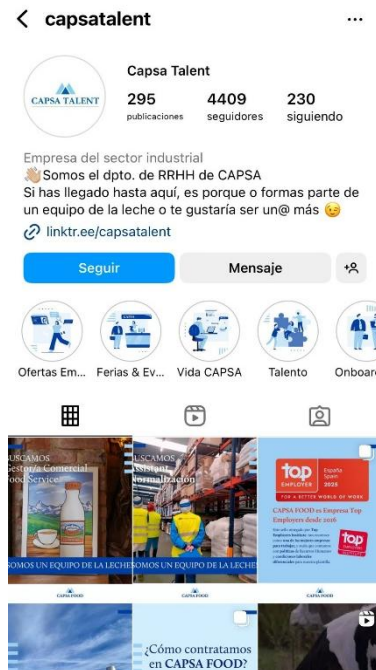 capsatalent
CAPSA TALENT
Capsa Talent
295 4409 230
publicaciones seguidores siguiendo
Empresa del sector industrial
👋🏼Somos el dpto. de RRHH de CAPSA
Si has llegado hasta aquí, es porque o formas parte de
un equipo de la leche o te gustaría ser un@ más 😉
linktr.ee/capsatalent
Seguir Mensaje
Ofertas Em... Ferias & Ev... Vida CAPSA Talento Onboar
USCAMOS
Gestor/a Comercial
Food Service
SOMOS UN EQUIPO DE LA LECHE
CAPSA FOOD
USCAMOS
Assistant
Normalización
SOMOS UN EQUIPO DE LA LECHE
CAPSA FOOD
top
EMPLOYER
España
Spain
2025
FOR A BETTER WORLD OF WORK
CAPSA FOOD es Empresa Top
Employers desde 2016
CAPSA FOOD
¿Cómo contratamos
en CAPSA FOOD?